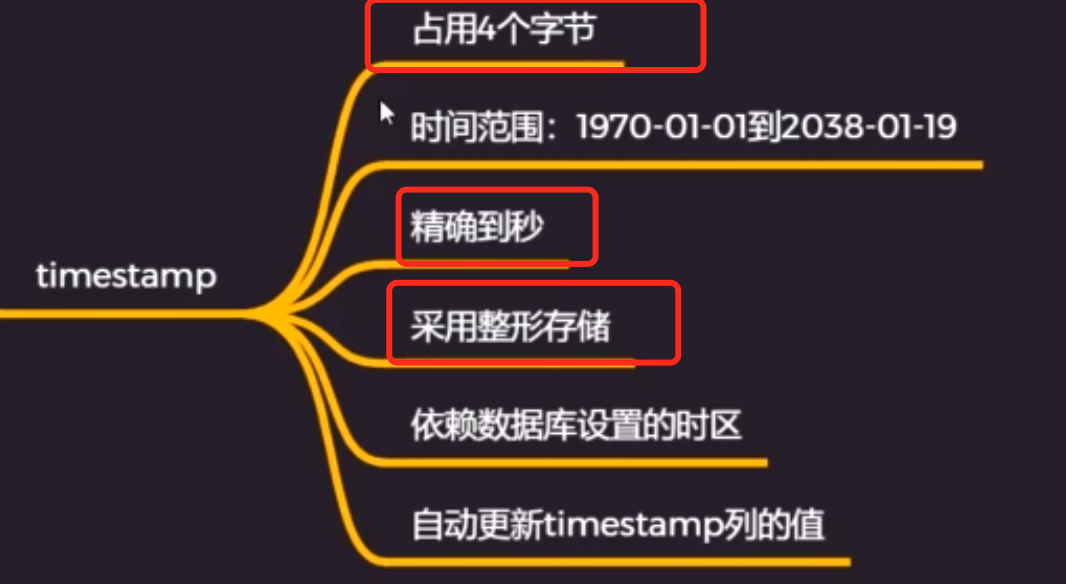 占用4个字节
时间范围：1970-01-01到2038-01-19
精确到秒
timestamp
采用整形存储
依赖数据库设置的时区
自动更新timestamp列的值